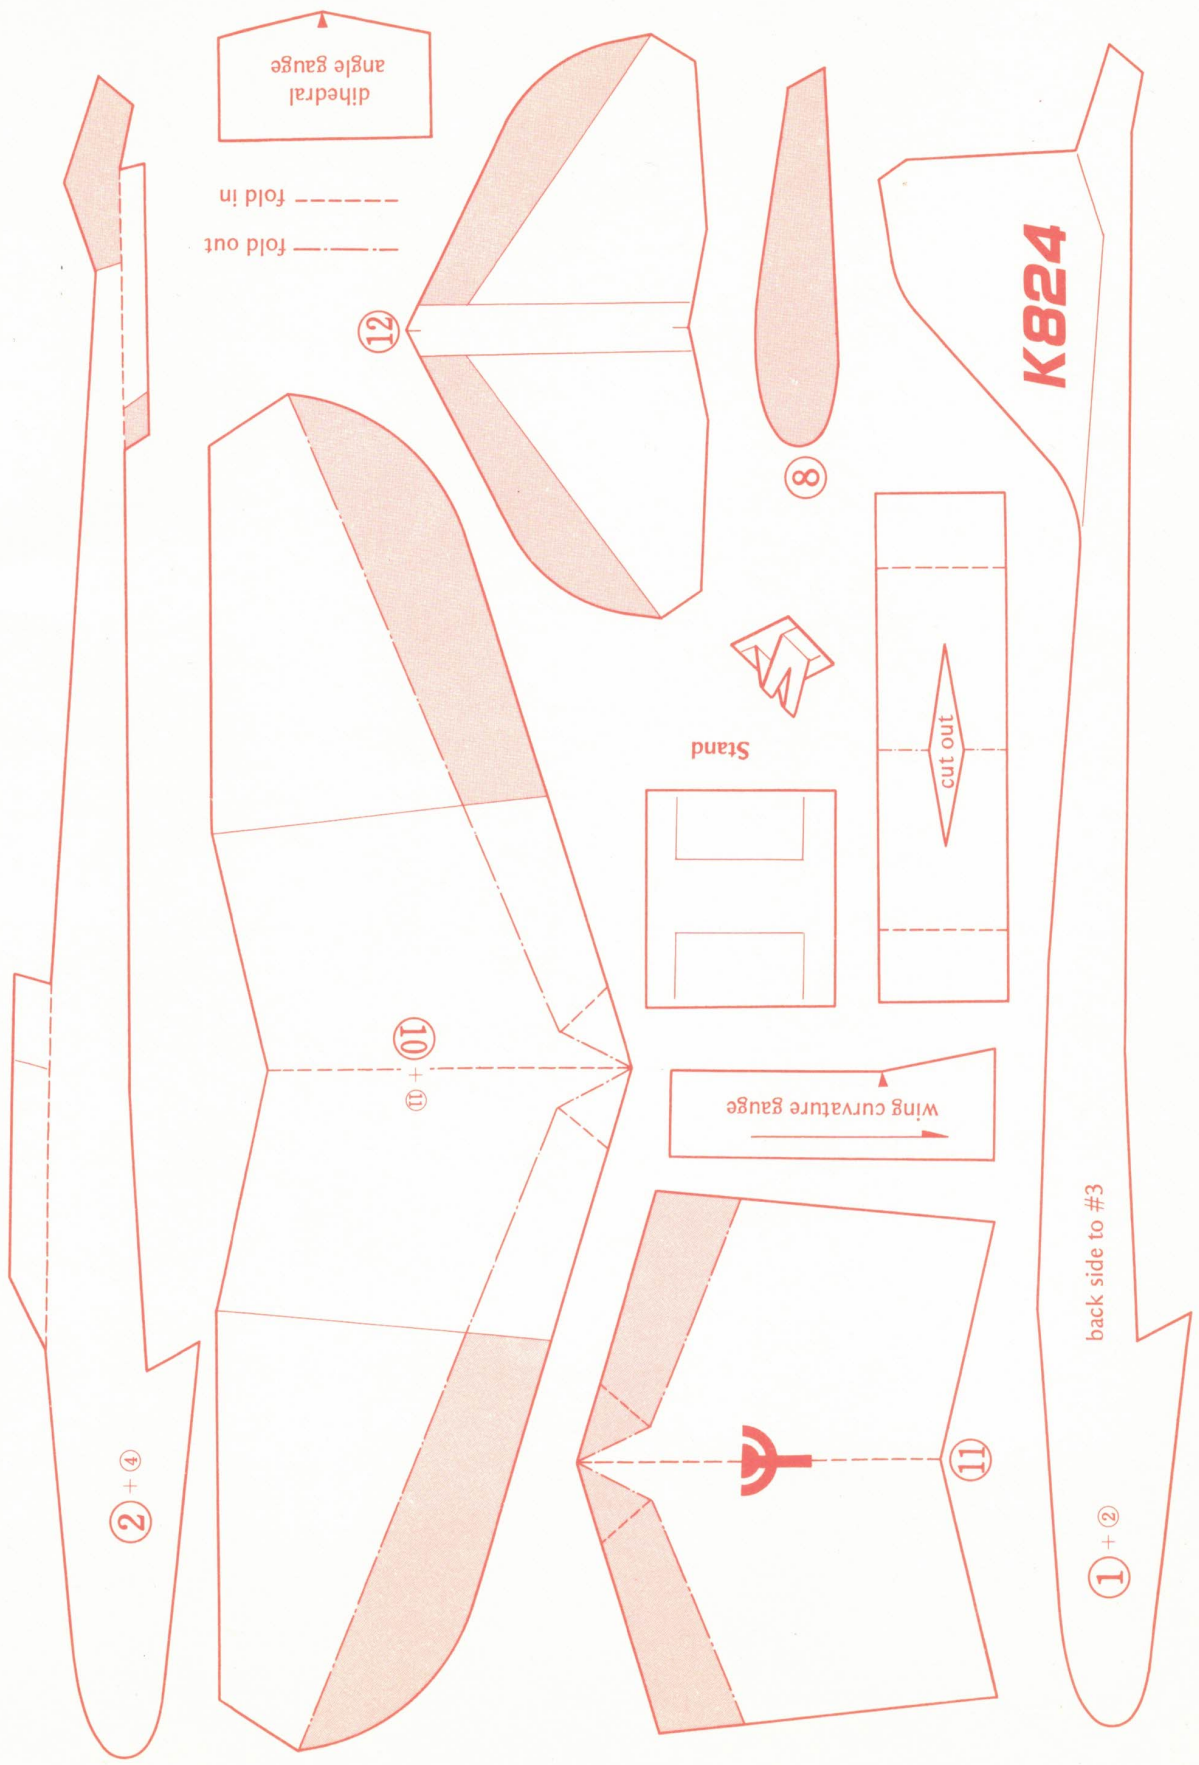 dihedral
angle gauge
fold in
fold out
⑫
⑧
K824
Stand
cut out
⑩ + ⑪
wing curvature gauge
back side to #3
⑪
② + ④
① + ②